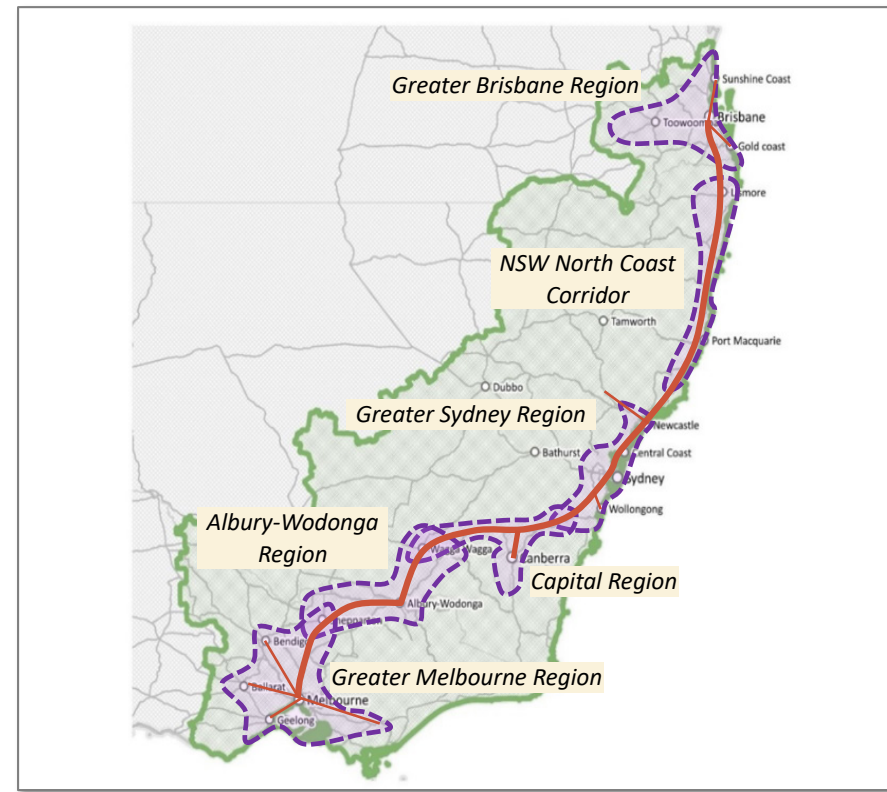 Greater Brisbane Region
Sunshine Coast
Brisbane
Gold coast
NSW North Coast
Corridor
Tamworth
Port Macquarie
Dubbo
Greater Sydney Region
Newcastle
Bathurst
Central Coast
Sydney
Wollongong
Albury-Wodonga
Region
Wagga Wagga
Canberra
Capital Region
Albury-Wodonga
Bendigo
Greater Melbourne Region
Ballarat
Melbourne
Geelong